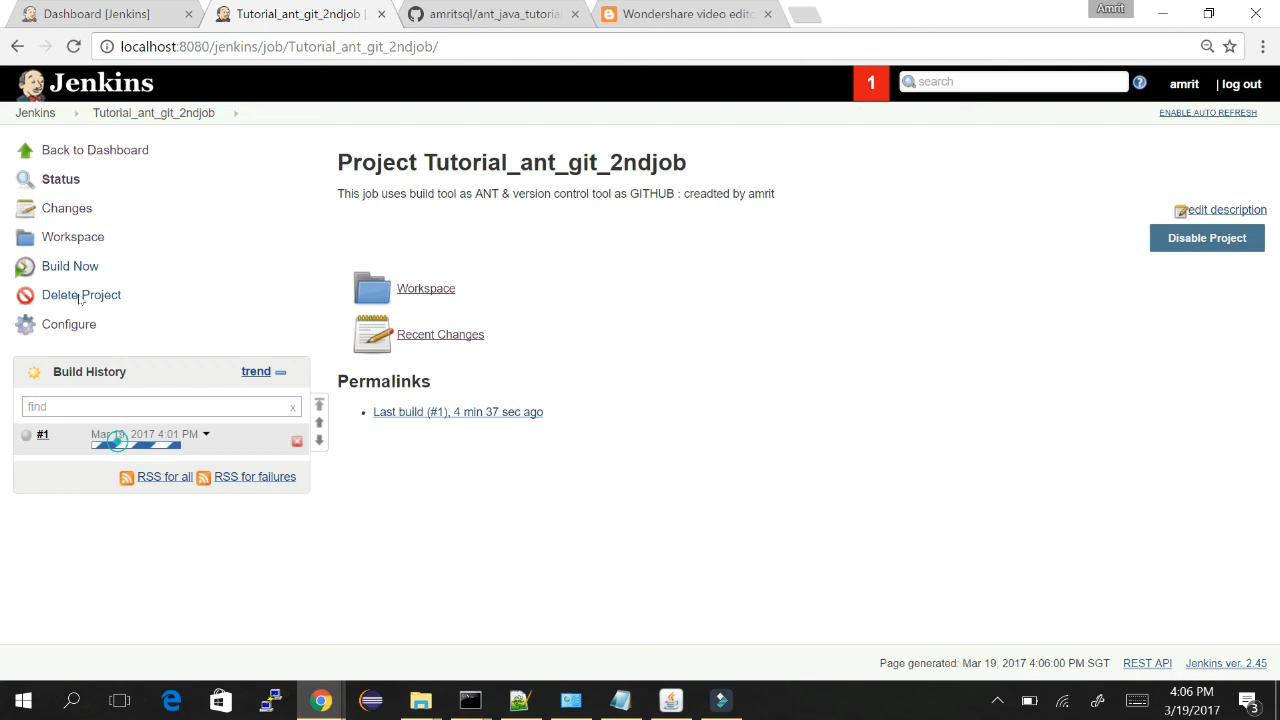 Dashboard [Jenkins]
Tutorial_ant_git_2ndjob
amritsql/ant_java_tutoria
Wondershare video edito
Amrit
localhost:8080/jenkins/job/Tutorial_ant_git_2ndjob/
Jenkins
1
search
amrit
| log out
Jenkins
Tutorial_ant_git_2ndjob
ENABLE AUTO REFRESH
Back to Dashboard
Status
Changes
Workspace
Build Now
Delete Project
Configure
Project Tutorial_ant_git_2ndjob
This job uses build tool as ANT & version control tool as GITHUB : creadted by amrit
edit description
Disable Project
Workspace
Recent Changes
Permalinks
Last build (#1), 4 min 37 sec ago
Build History
trend
find
x
#1
Mar 19, 2017 4:01 PM
RSS for all
RSS for failures
Page generated: Mar 19, 2017 4:06:00 PM SGT
REST API
Jenkins ver. 2.45
4:06 PM
3/19/2017
3